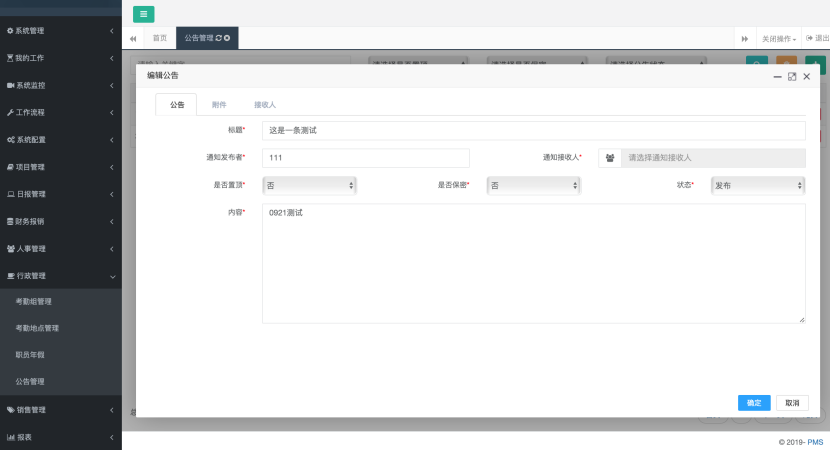 系统管理
我的工作
系统监控
工作流程
系统配置
项目管理
日报管理
财务报销
人事管理
行政管理
考勤组管理
考勤地点管理
职员年假
公告管理
销售管理
报表
首页
公告管理
关闭操作
退出
编辑公告
公告 附件 接收人
标题* 这是一条测试
通知发布者* 111 通知接收人* 请选择通知接收人
是否置顶* 否 是否保密* 否 状态* 发布
内容* 0921测试
确定 取消
© 2019- PMS